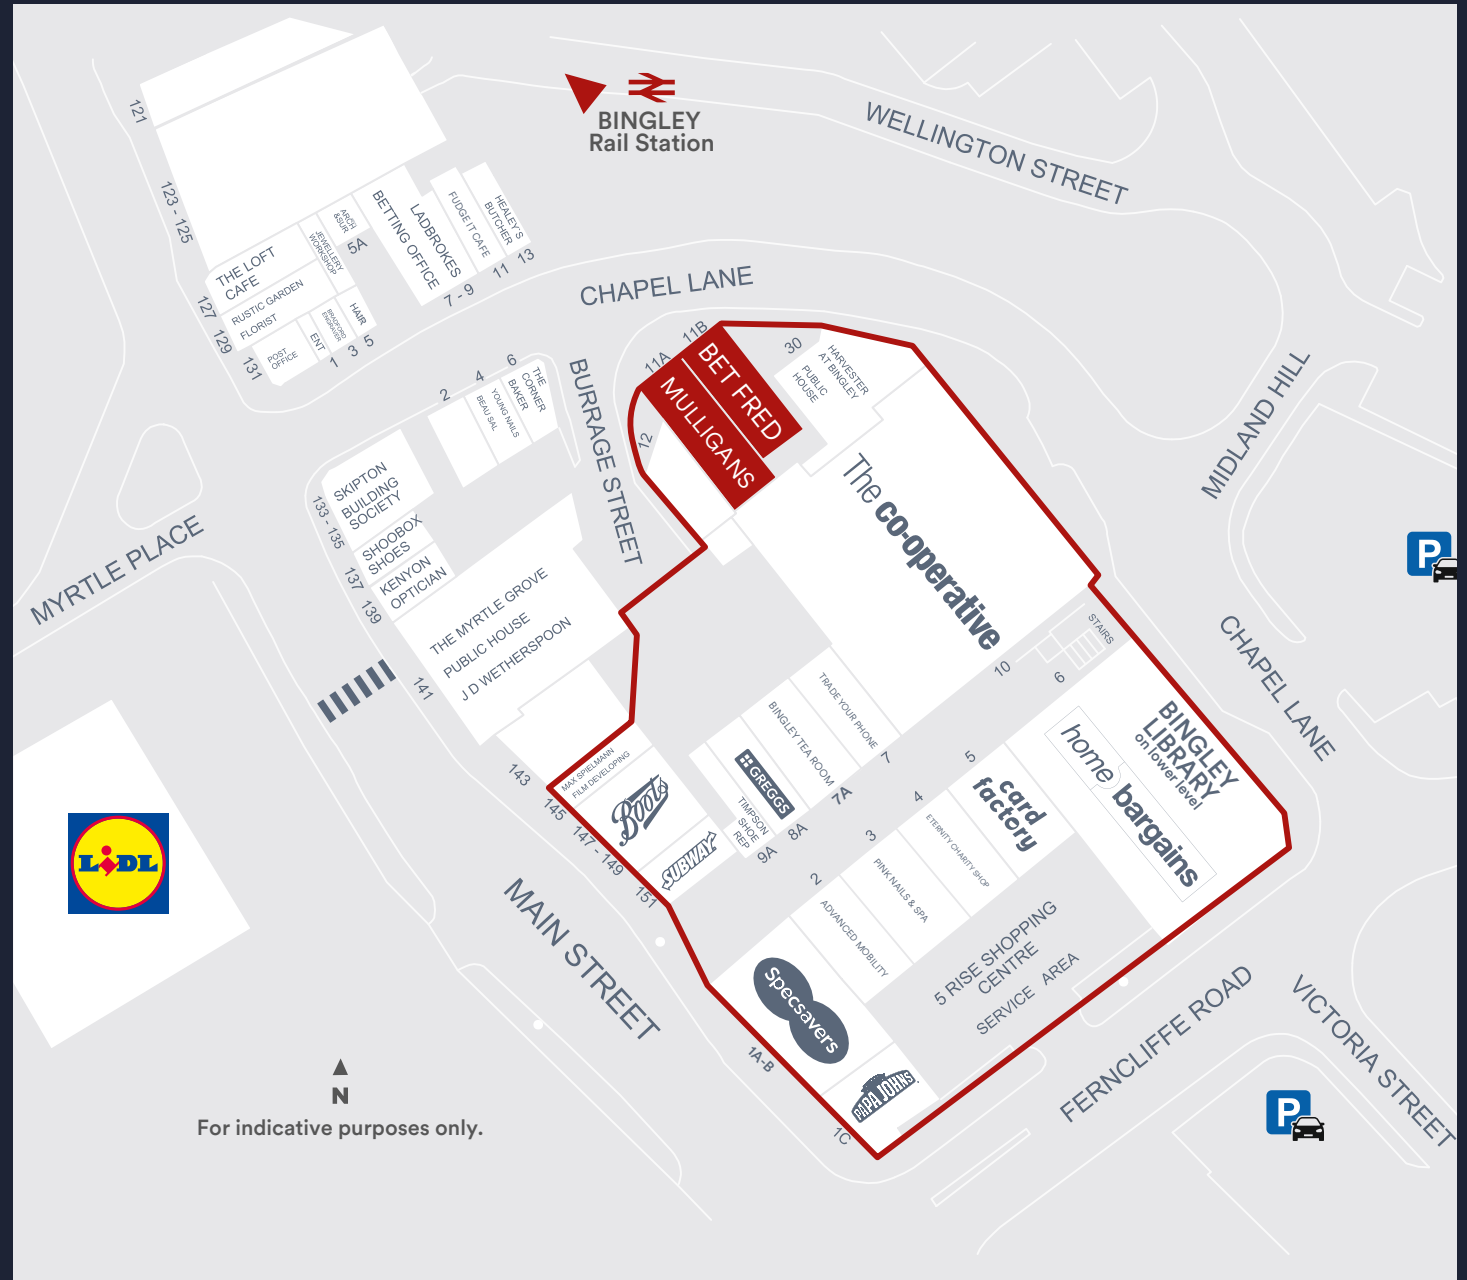 BINGLEY
Rail Station
WELLINGTON STREET
121
123 - 125
THE LOFT
CAFE
127
RUSTIC GARDEN
FLORIST
129
POST
OFFICE
131
JEWELLERY
WORKSHOP
ARCH
&SUR
5A
ENT
1
BRADFORD
ENGRAVER
3
HAIR
5
LADBROKES
BETTING OFFICE
7 - 9
FUDGE IT CAFE
11
HEALEY'S
BUTCHER
13
CHAPEL LANE
2
4
6
BEAU SAL
YOUNG NAILS
THE
CORNER
BAKER
BURRAGE STREET
11A
11B
BET FRED
MULLIGANS
12
30
HARVESTER
AT BINGLEY
PUBLIC
HOUSE
The co-operative
10
STAIRS
6
MIDLAND HILL
P
CHAPEL LANE
MYRTLE PLACE
SKIPTON
BUILDING
SOCIETY
133 - 135
SHOOBOX
SHOES
137
KENYON
OPTICIAN
139
THE MYRTLE GROVE
PUBLIC HOUSE
J D WETHERSPOON
141
143
MAX SPIELMANN
FILM DEVELOPING
145
Boots
147 - 149
SUBWAY
151
TRADE YOUR PHONE
7
BINGLEY TEA ROOM
7A
GREGGS
8A
TIMPSON
SHOE
REP
9A
BINGLEY
LIBRARY
on lower level
home
bargains
5
card
factory
4
ETERNITY CHARITY SHOP
3
PINK NAILS & SPA
2
ADVANCED MOBILITY
Specsavers
1A-B
PAPA JOHNS
1C
5 RISE SHOPPING
CENTRE
SERVICE AREA
LIDL
MAIN STREET
FERNCLIFFE ROAD
VICTORIA STREET
P
N
For indicative purposes only.